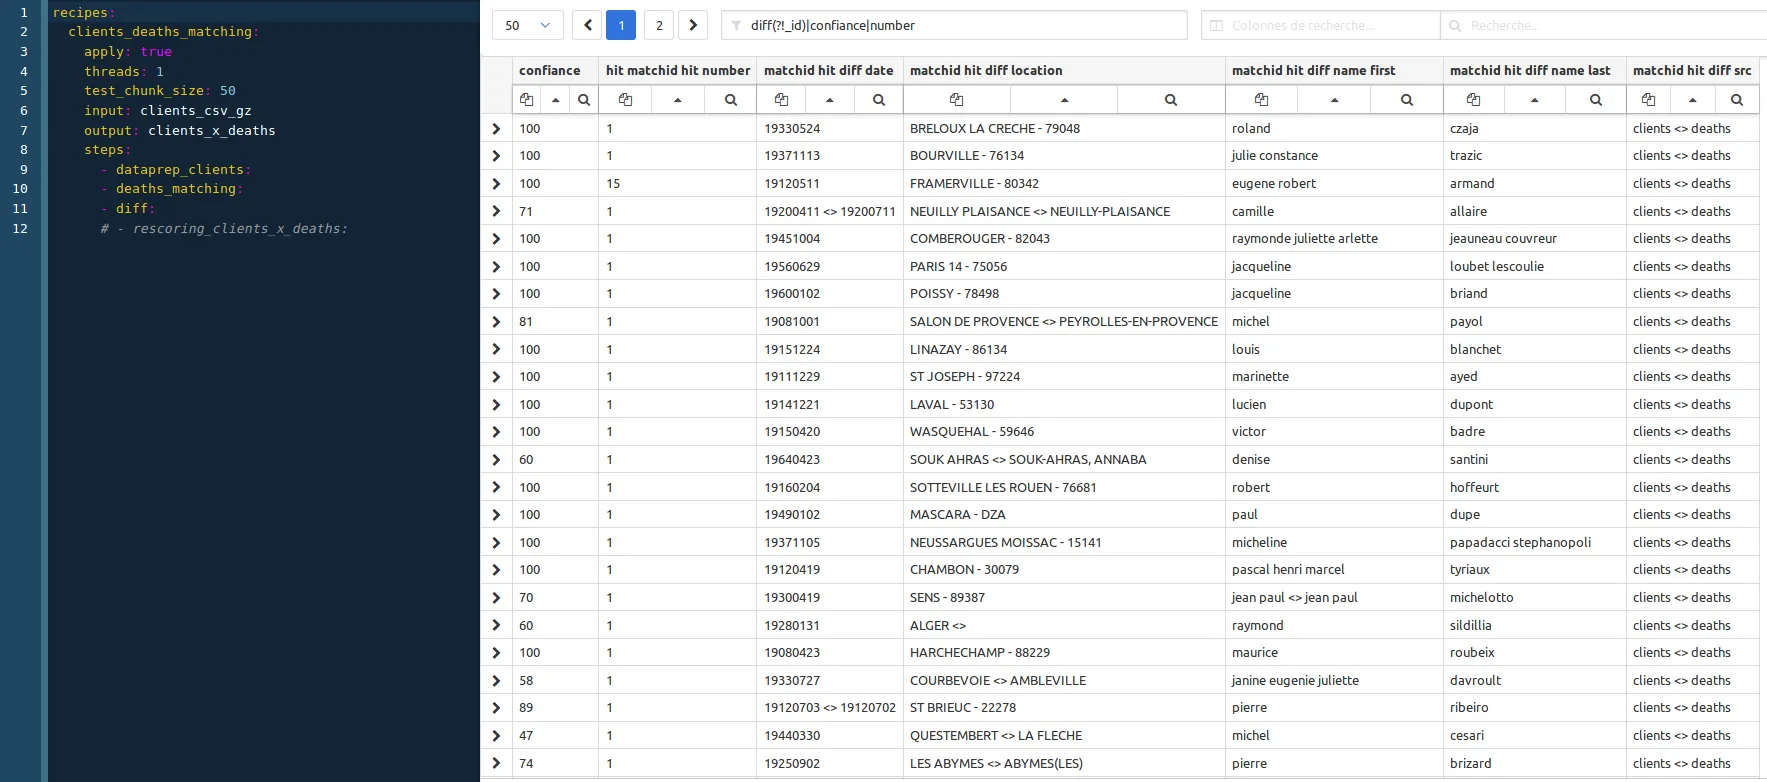 1 recipes:
2 clients_deaths_matching:
3 apply: true
4 threads: 1
5 test_chunk_size: 50
6 input: clients_csv_gz
7 output: clients_x_deaths
8 steps:
9 - dataprep_clients:
10 - deaths_matching:
11 - diff:
12 # - rescoring_clients_x_deaths:
50 1 2 diff(?!_id)|confiance|number Colonnes de recherche... Recherche...
confiance hit matchid hit number matchid hit diff date matchid hit diff location matchid hit diff name first matchid hit diff name last matchid hit diff src
100 1 19330524 BRELOUX LA CRECHE - 79048 roland czaja clients <> deaths
100 1 19371113 BOURVILLE - 76134 julie constance trazic clients <> deaths
100 15 19120511 FRAMERVILLE - 80342 eugene robert armand clients <> deaths
71 1 19200411 <> 19200711 NEUILLY PLAISANCE <> NEUILLY-PLAISANCE camille allaire clients <> deaths
100 1 19451004 COMBEROUGER - 82043 raymonde juliette arlette jeauneau couvreur clients <> deaths
100 1 19560629 PARIS 14 - 75056 jacqueline loubet lescoulie clients <> deaths
100 1 19600102 POISSY - 78498 jacqueline briand clients <> deaths
81 1 19081001 SALON DE PROVENCE <> PEYROLLES-EN-PROVENCE michel payol clients <> deaths
100 1 19151224 LINAZAY - 86134 louis blanchet clients <> deaths
100 1 19111229 ST JOSEPH - 97224 marinette ayed clients <> deaths
100 1 19141221 LAVAL - 53130 lucien dupont clients <> deaths
100 1 19150420 WASQUEHAL - 59646 victor badre clients <> deaths
60 1 19640423 SOUK AHRAS <> SOUK-AHRAS, ANNABA denise santini clients <> deaths
100 1 19160204 SOTTEVILLE LES ROUEN - 76681 robert hoffeurt clients <> deaths
100 1 19490102 MASCARA - DZA paul dupe clients <> deaths
100 1 19371105 NEUSSARGUES MOISSAC - 15141 micheline papadacci stephanopoli clients <> deaths
100 1 19120419 CHAMBON - 30079 pascal henri marcel tyriaux clients <> deaths
70 1 19300419 SENS - 89387 jean paul <> jean paul michelotto clients <> deaths
60 1 19280131 ALGER <> raymond sildillia clients <> deaths
100 1 19080423 HARCHECHAMP - 88229 maurice roubeix clients <> deaths
58 1 19330727 COURBEVOIE <> AMBLEVILLE janine eugenie juliette davroult clients <> deaths
89 1 19120703 <> 19120702 ST BRIEUC - 22278 pierre ribeiro clients <> deaths
47 1 19440330 QUESTEMBERT <> LA FLECHE michel cesari clients <> deaths
74 1 19250902 LES ABYMES <> ABYMES(LES) pierre brizard clients <> deaths